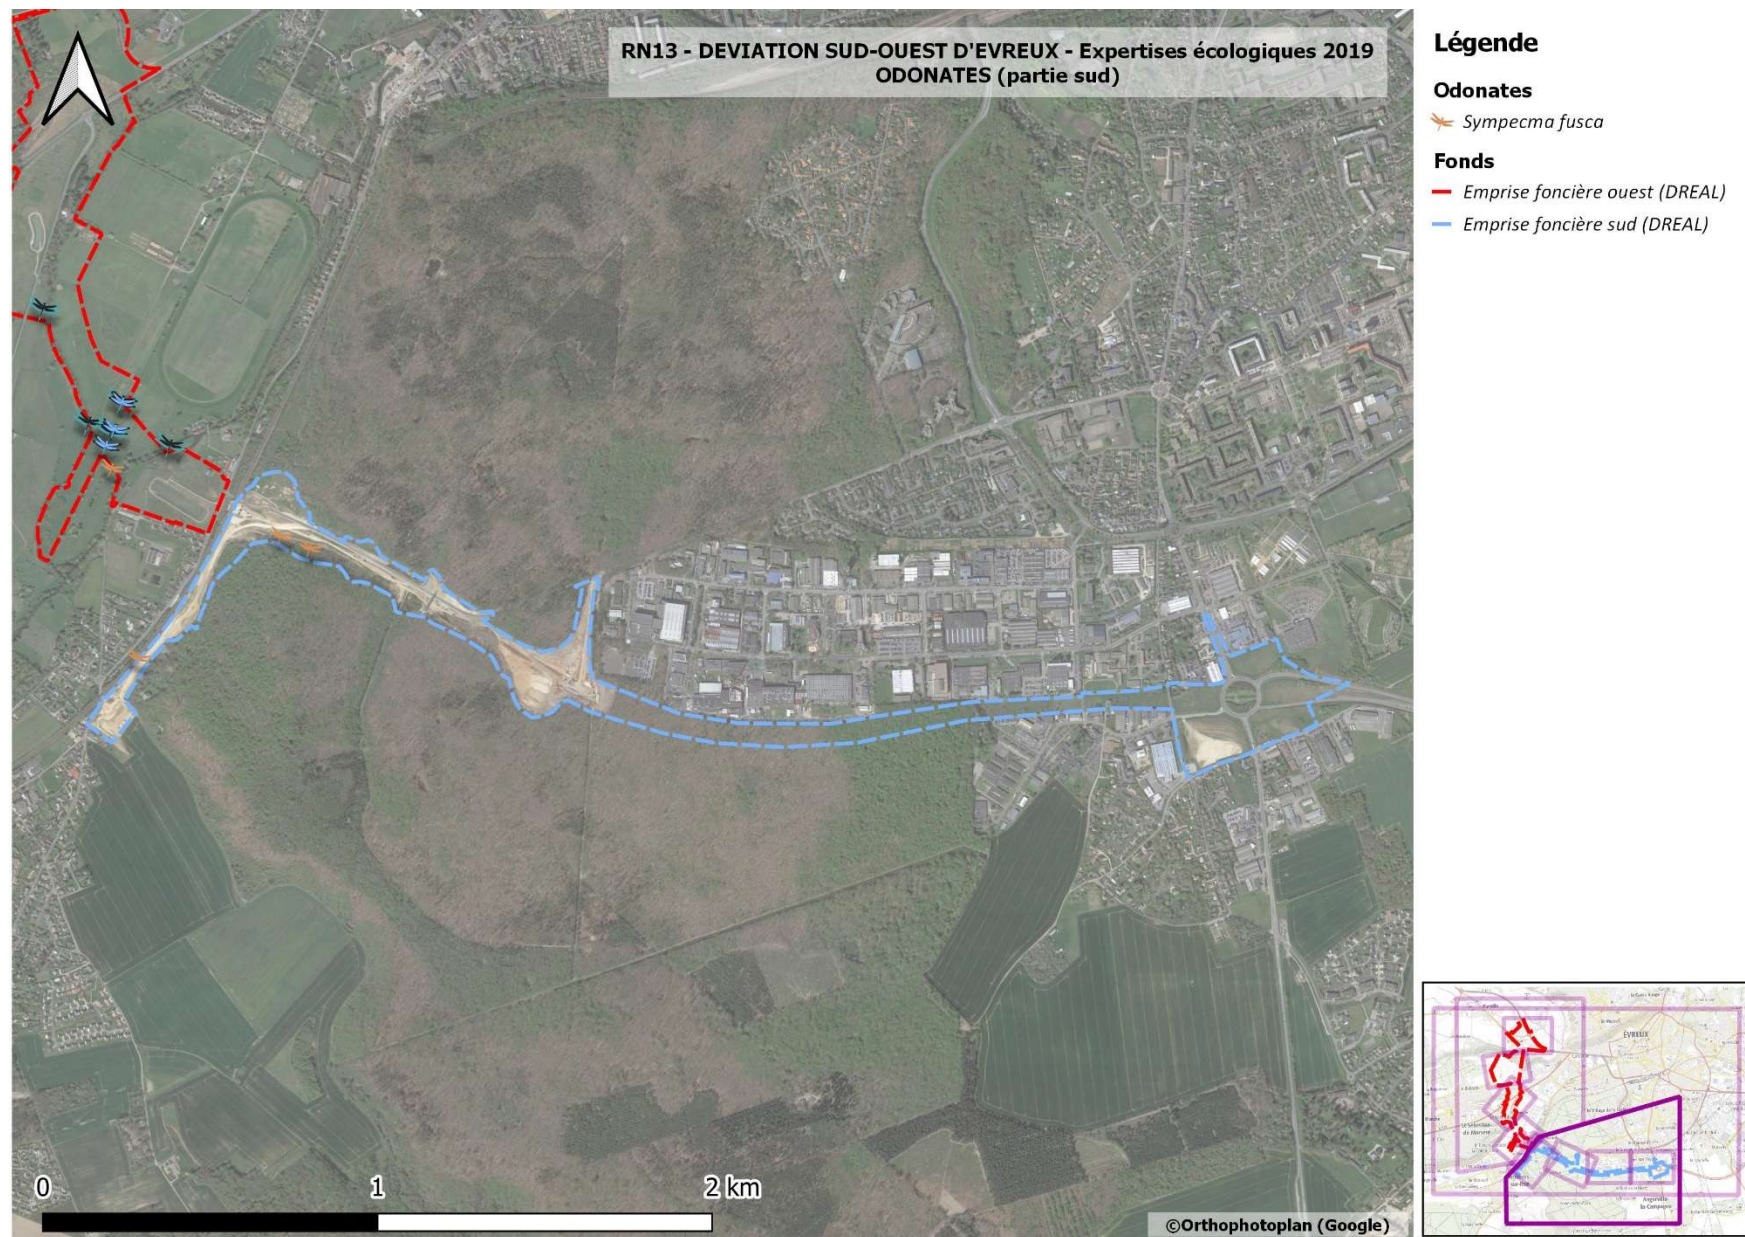 RN13 - DEVIATION SUD-OUEST D'EVREUX - Expertises écologiques 2019
ODONATES (partie sud)
Légende
Odonates
Sympecma fusca
Fonds
Emprise foncière ouest (DREAL)
Emprise foncière sud (DREAL)
0 1 2 km
©Orthophotoplan (Google)
ÉVREUX